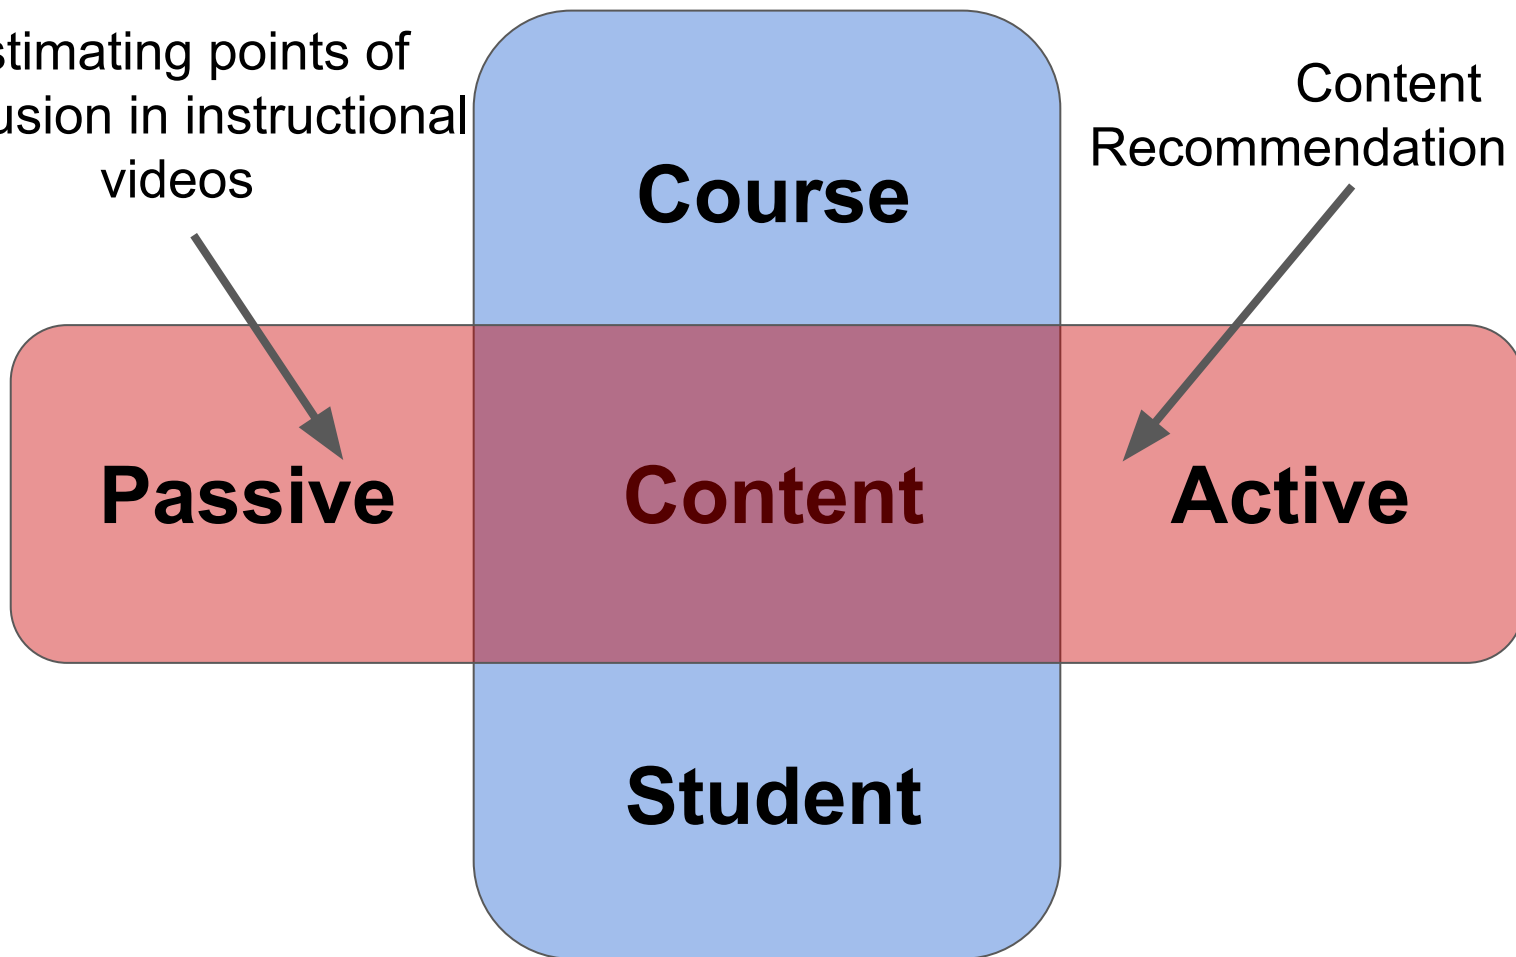 stimating points of
usion in instructional
videos
Content
Recommendation
Course
Passive
Content
Active
Student